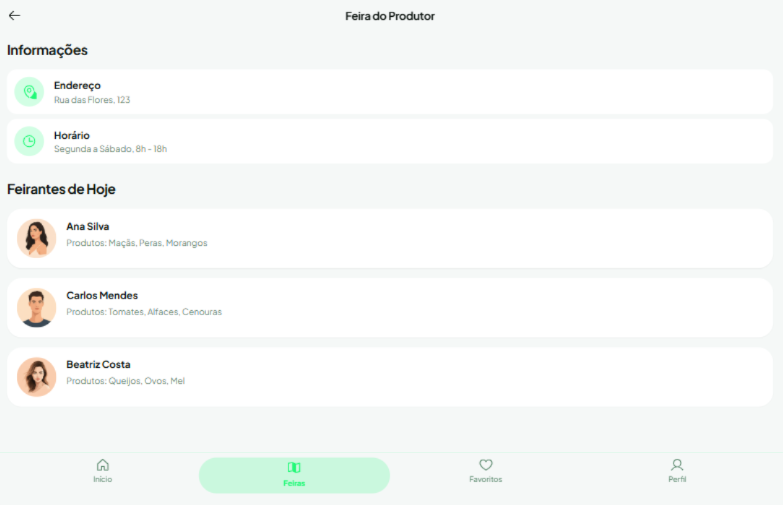 Feira do Produtor
Informações
Endereço
Rua das Flores, 123
Horário
Segunda a Sábado, 8h - 18h
Feirantes de Hoje
Ana Silva
Produtos: Maçãs, Peras, Morangos
Carlos Mendes
Produtos: Tomates, Alfaces, Cenouras
Beatriz Costa
Produtos: Queijos, Ovos, Mel
Início
Feiras
Favoritos
Perfil